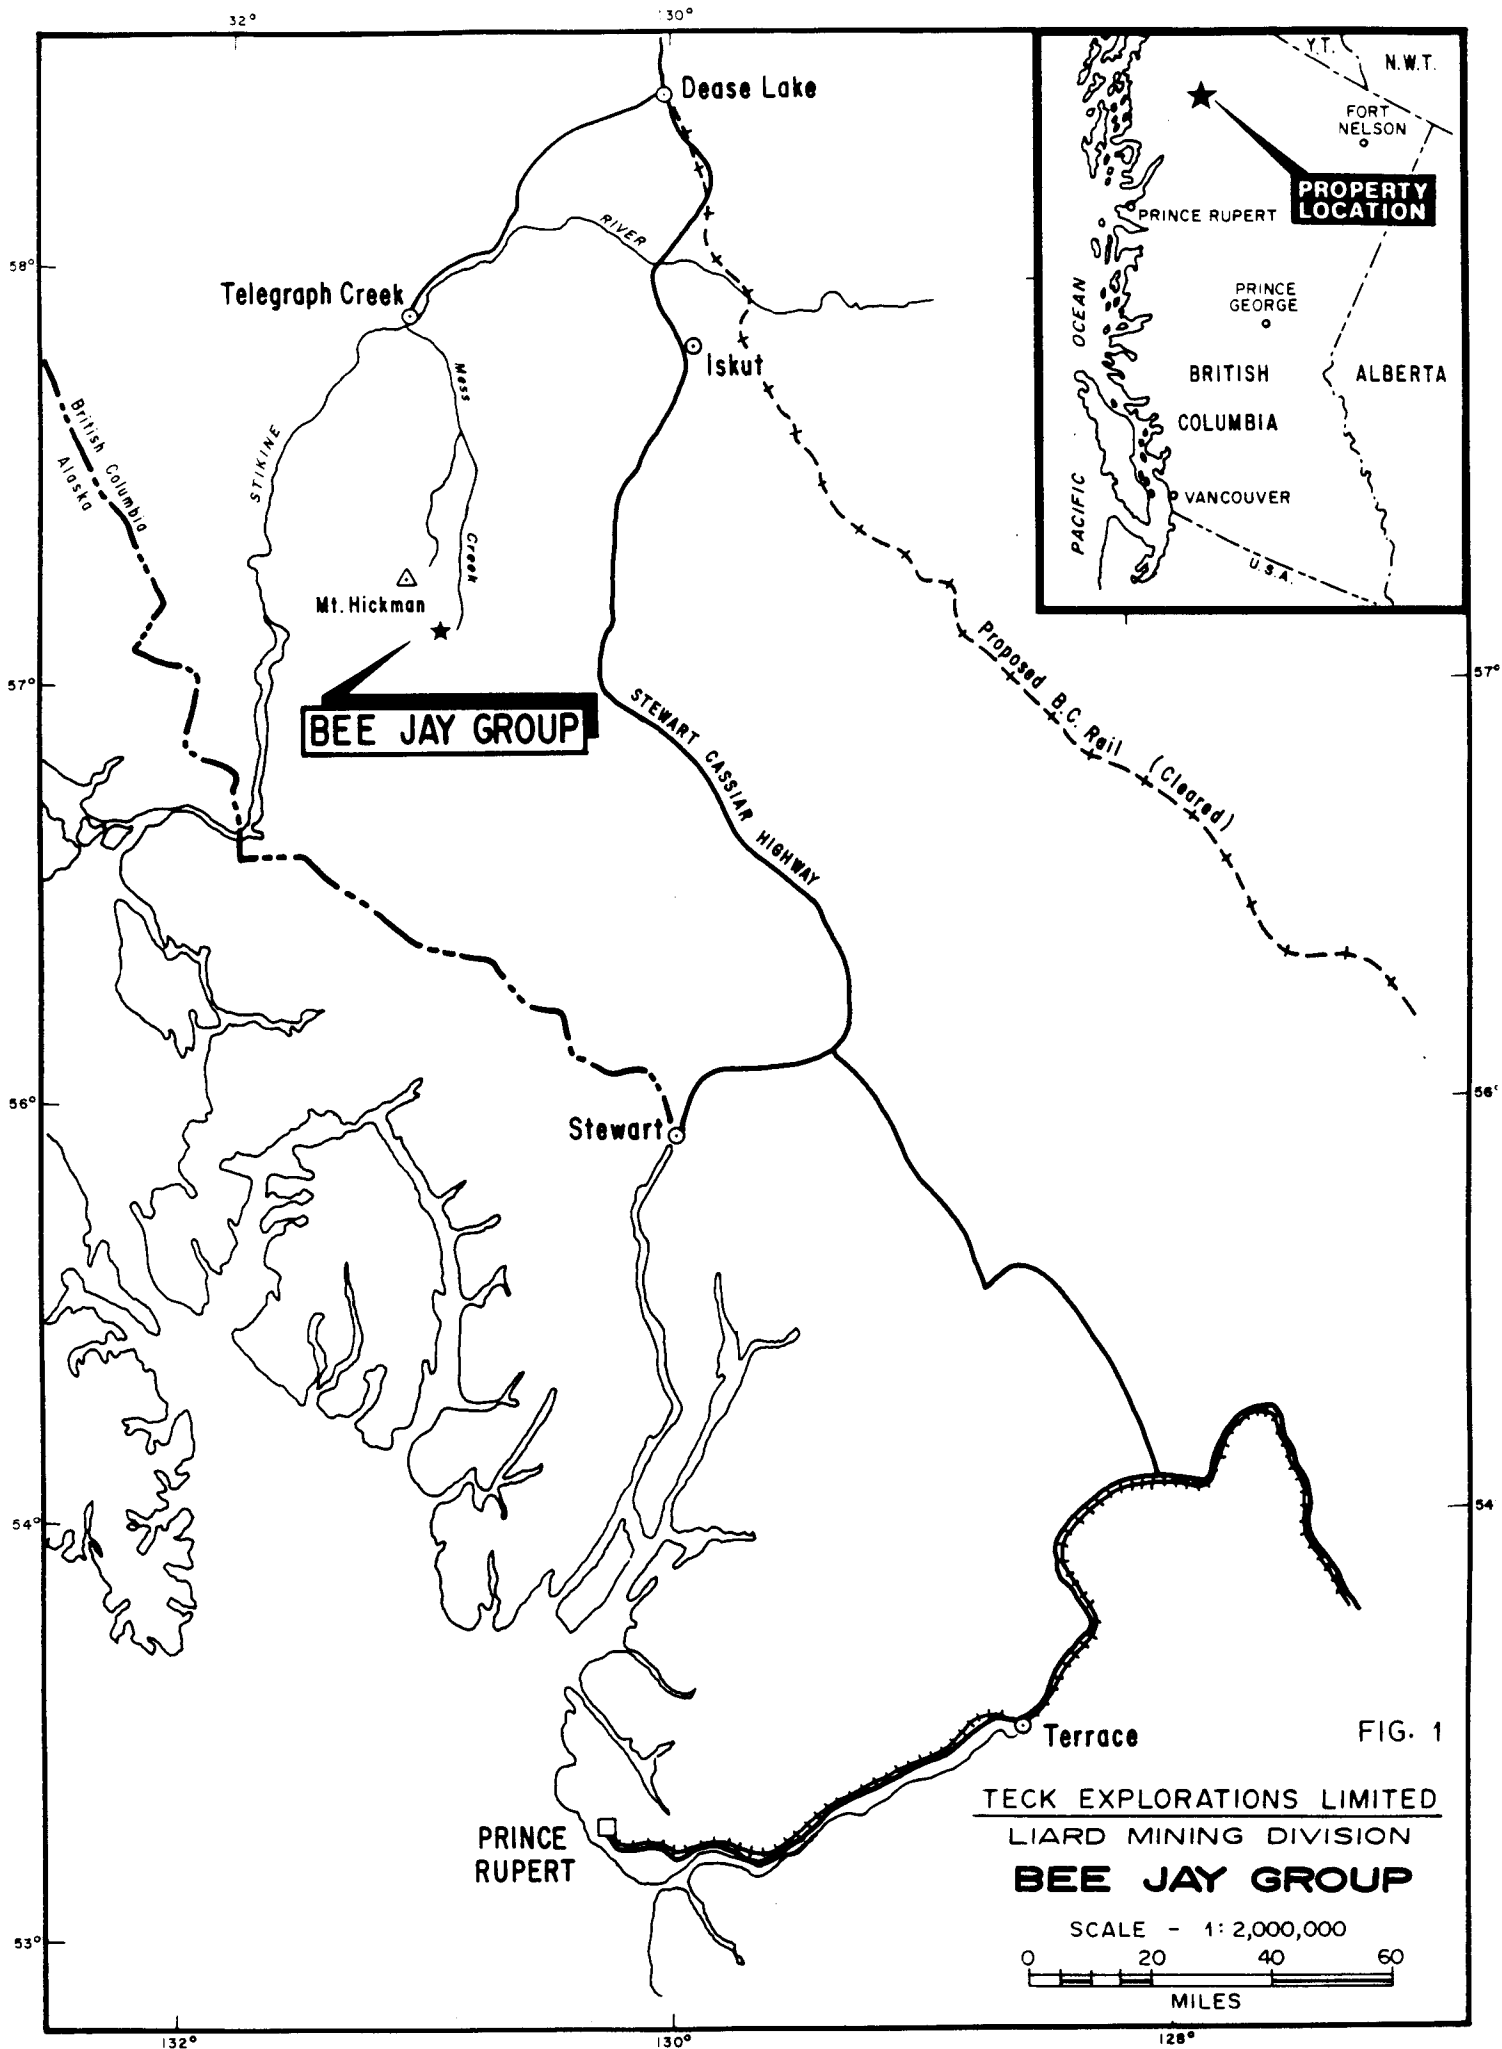 32°
30°
Dease Lake
RIVER
58°
Telegraph Creek
Iskut
Mess
STIKINE
British Columbia
Alaska
Creek
Mt. Hickman
57°
57°
BEE JAY GROUP
STEWART CASSIAR HIGHWAY
Proposed B.C. Rail (Cleared)
Y.T.
N.W.T.
FORT
NELSON
PROPERTY
LOCATION
PRINCE RUPERT
PRINCE
GEORGE
PACIFIC OCEAN
BRITISH
COLUMBIA
ALBERTA
VANCOUVER
U.S.A.
56°
56°
Stewart
54°
54
Terrace
PRINCE
RUPERT
53°
FIG. 1
TECK EXPLORATIONS LIMITED
LIARD MINING DIVISION
BEE JAY GROUP
SCALE - 1:2,000,000
0 20 40 60
MILES
132°
130°
128°